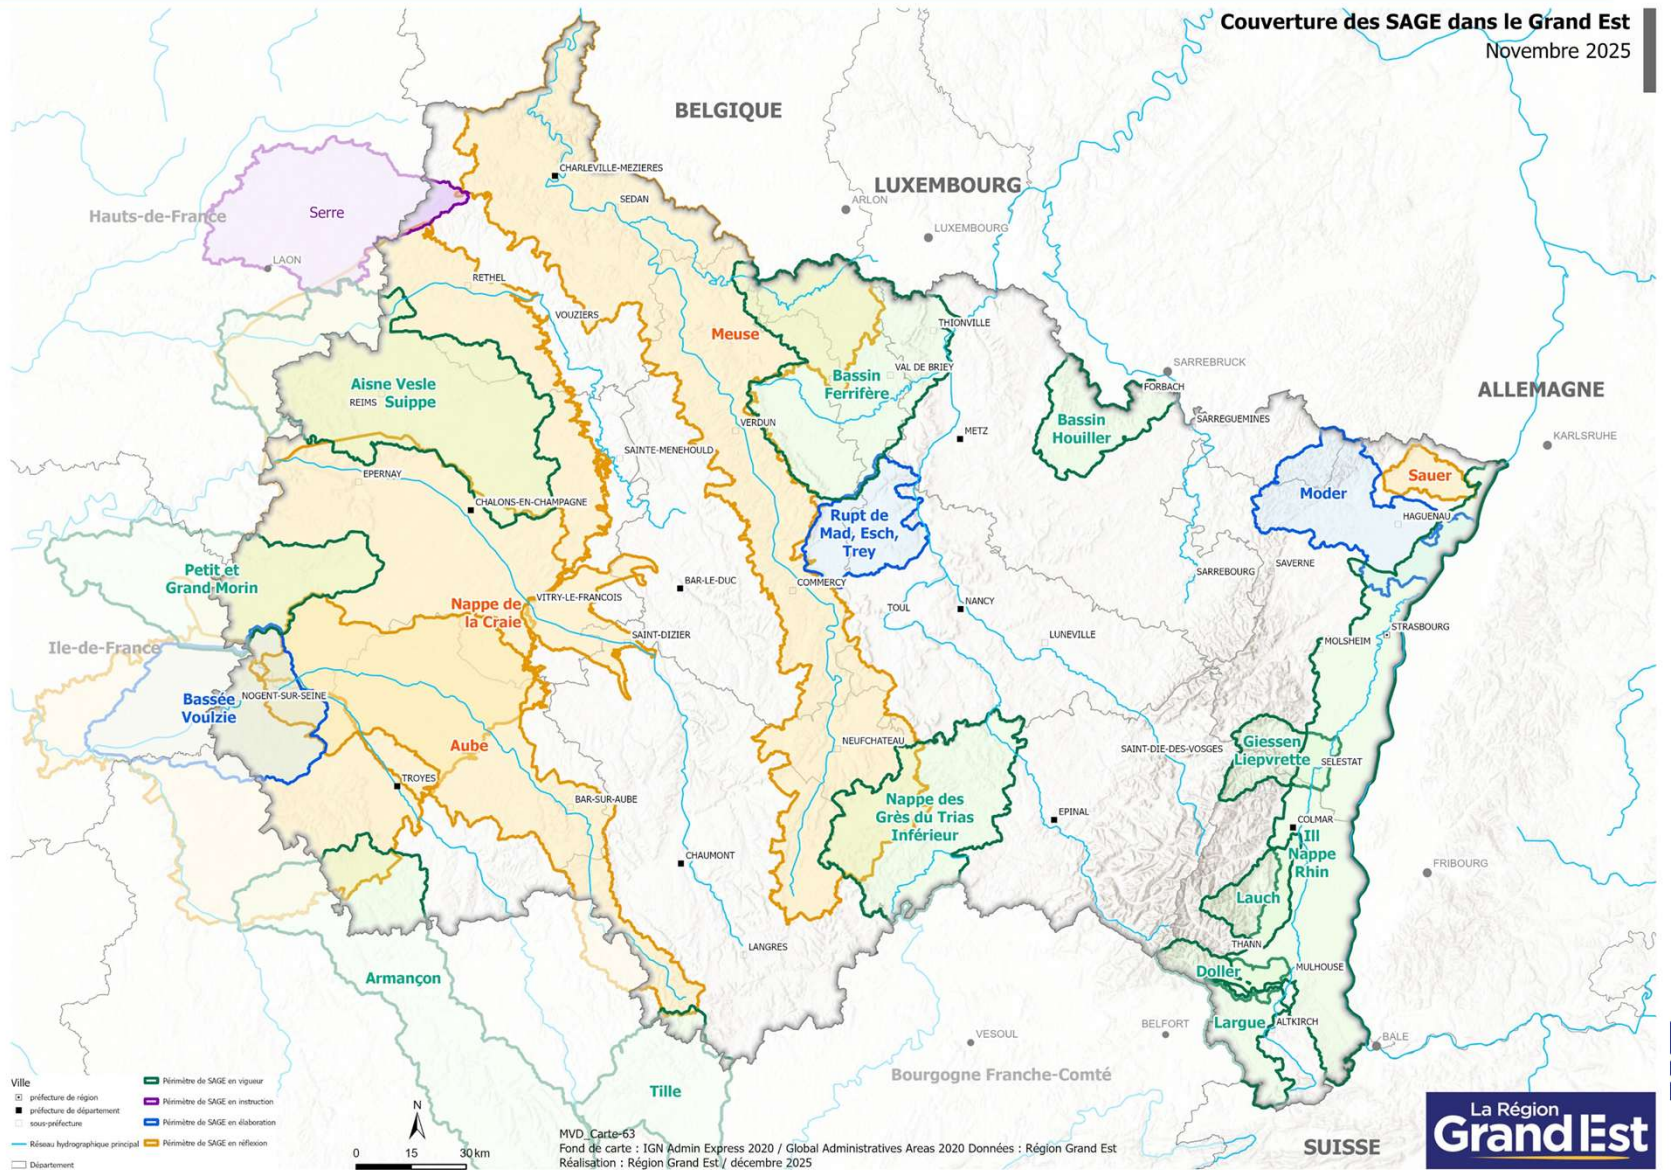 Couverture des SAGE dans le Grand Est
Novembre 2025
BELGIQUE
CHARLEVILLE-MEZIERES
LUXEMBOURG
SEDAN
ARLON
Hauts-de-France
Serre
LUXEMBOURG
LAON
RETHEL
VOUZIERS
THIONVILLE
Meuse
SARREBRUCK
VAL DE BRIEY
Bassin
Ferrifère
Aisne Vesle
Suippe
REIMS
FORBACH
ALLEMAGNE
SARREGUEMINES
Bassin
Houiller
VERDUN
METZ
KARLSRUHE
SAINTE-MENEHOULD
EPERNAY
Sauer
Moder
CHALONS-EN-CHAMPAGNE
Rupt de
Mad, Esch,
Trey
HAGUENAU
Petit et
Grand Morin
SAVERNE
SARREBOURG
BAR-LE-DUC
COMMERCY
VITRY-LE-FRANCOIS
Nappe de
la Craie
TOUL
NANCY
STRASBOURG
SAINT-DIZIER
LUNEVILLE
MOLSHEIM
Ile-de-France
NOGENT-SUR-SEINE
Bassée
Voulzie
Aube
NEUFCHATEAU
SAINT-DIE-DES-VOSGES
Giessen
Liepvrette
SELESTAT
TROYES
BAR-SUR-AUBE
Nappe des
Grès du Trias
Inférieur
EPINAL
COLMAR
Ill
Nappe
Rhin
CHAUMONT
FRIBOURG
Lauch
LANGRES
THANN
Armançon
Doller
MULHOUSE
Largue
ALTKIRCH
BELFORT
VESOUL
BALE
Bourgogne Franche-Comté
Tille
SUISSE
Ville
préfecture de région
préfecture de département
sous-préfecture
Réseau hydrographique principal
Département
Périmètre de SAGE en vigueur
Périmètre de SAGE en instruction
Périmètre de SAGE en élaboration
Périmètre de SAGE en réflexion
N
0 15 30 km
MVD_Carte-63
Fond de carte : IGN Admin Express 2020 / Global Administratives Areas 2020 Données : Région Grand Est
Réalisation : Région Grand Est / décembre 2025
La Région
Grand Est